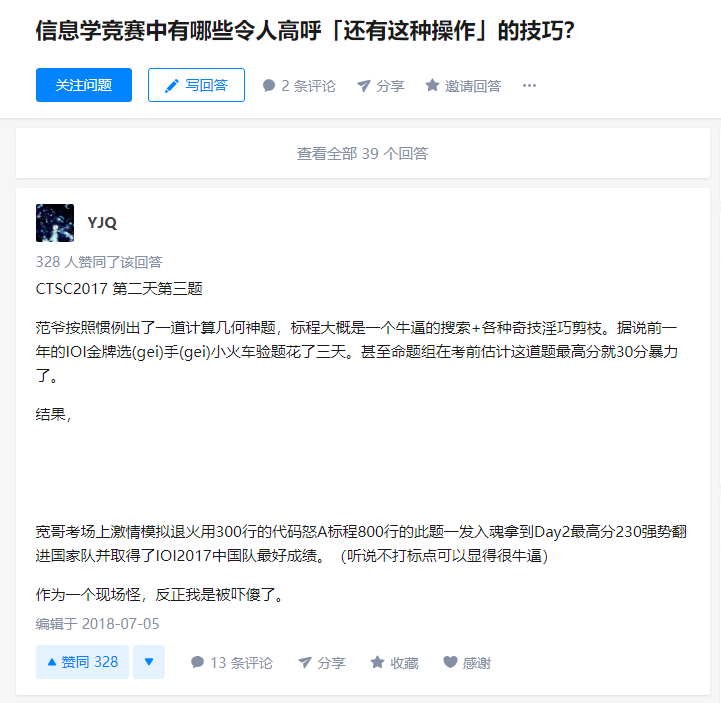 信息学竞赛中有哪些令人高呼「还有这种操作」的技巧?
关注问题 写回答 2 条评论 分享 邀请回答 ···
查看全部 39 个回答
YJQ
328 人赞同了该回答
CTSC2017 第二天第三题
范爷按照惯例出了一道计算几何神题，标程大概是一个牛逼的搜索+各种奇技淫巧剪枝。据说前一
年的IOI金牌选(gei)手(gei)小火车验题花了三天。甚至命题组在考前估计这道题最高分就30分暴力
了。
结果，
宽哥考场上激情模拟退火用300行的代码怒A标程800行的此题一发入魂拿到Day2最高分230强势翻
进国家队并取得了IOI2017中国队最好成绩。（听说不打标点可以显得很牛逼）
作为一个现场怪，反正我是被吓傻了。
编辑于 2018-07-05
赞同 328 13 条评论 分享 收藏 感谢